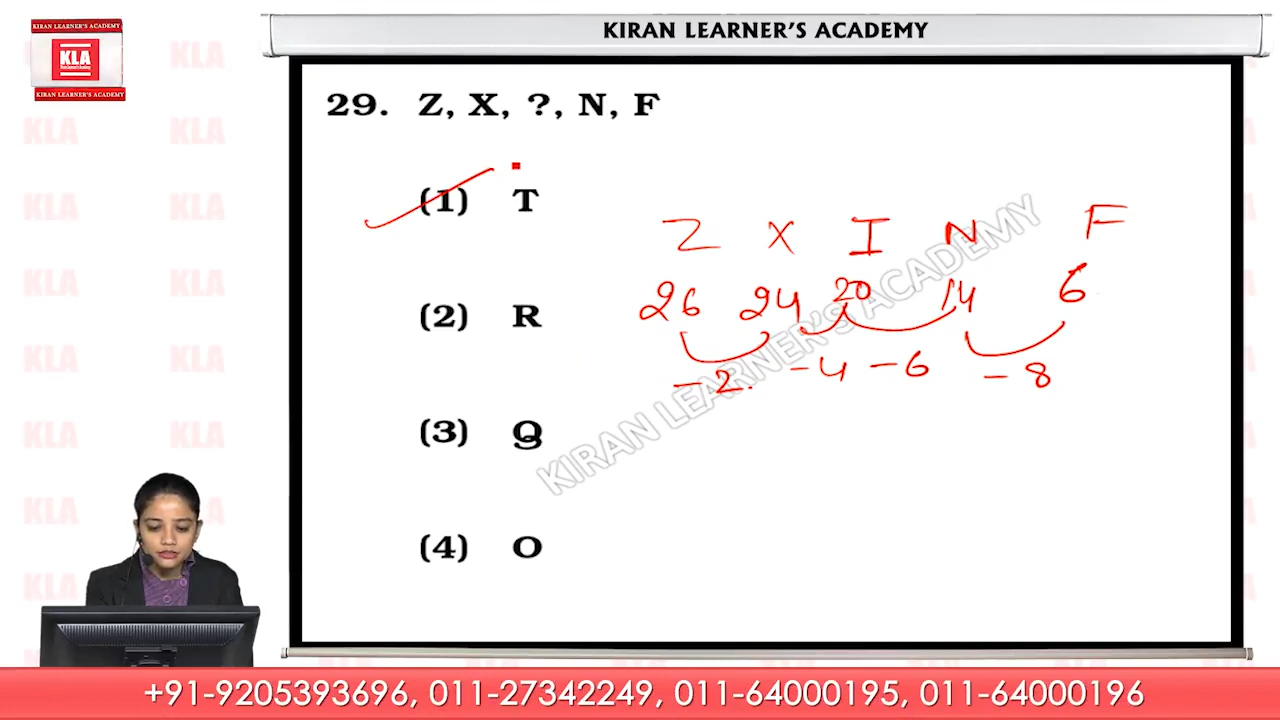 KIRAN LEARNER'S ACADEMY
KLA
KIRAN LEARNER'S ACADEMY
KIRAN LEARNER'S ACADEMY
29. Z, X, ?, N, F
(1) T
(2) R
(3) Q
(4) O
Z X I N F
26 24 20 14 6
-2. -4 -6 -8
KIRAN LEARNER'S ACADEMY
+91-9205393696, 011-27342249, 011-64000195, 011-64000196